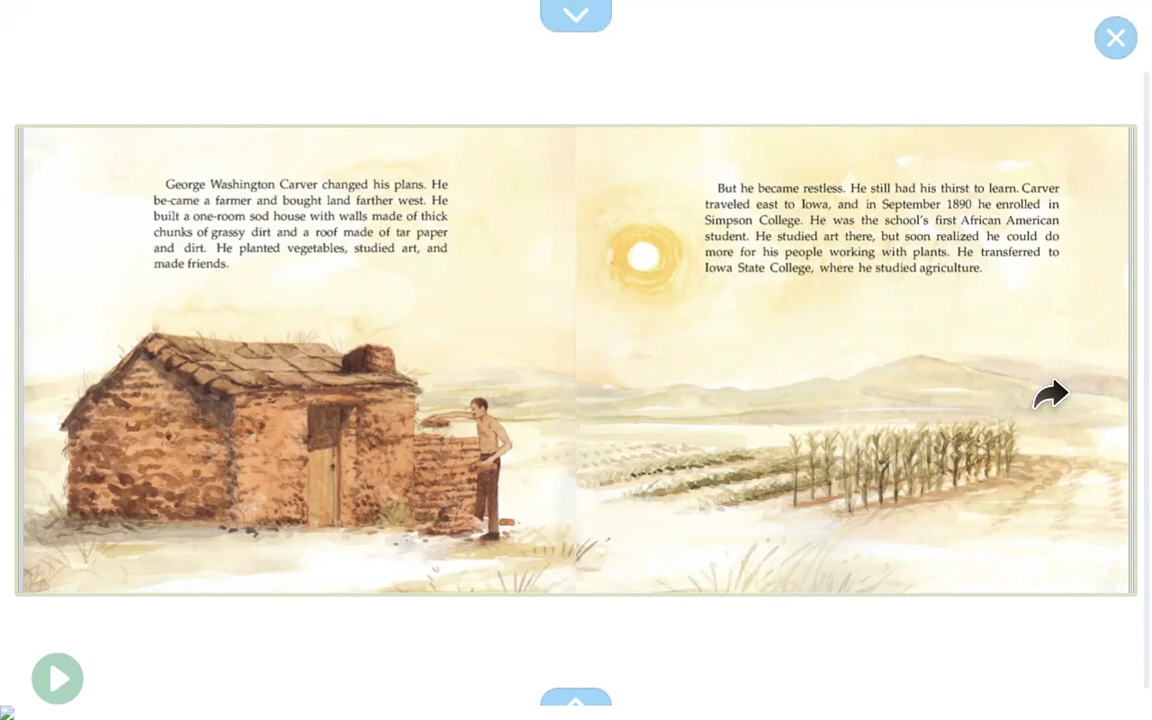 George Washington Carver changed his plans. He
be-came a farmer and bought land farther west. He
built a one-room sod house with walls made of thick
chunks of grassy dirt and a roof made of tar paper
and dirt. He planted vegetables, studied art, and
made friends.
But he became restless. He still had his thirst to learn. Carver
traveled east to Iowa, and in September 1890 he enrolled in
Simpson College. He was the school's first African American
student. He studied art there, but soon realized he could do
more for his people working with plants. He transferred to
Iowa State College, where he studied agriculture.